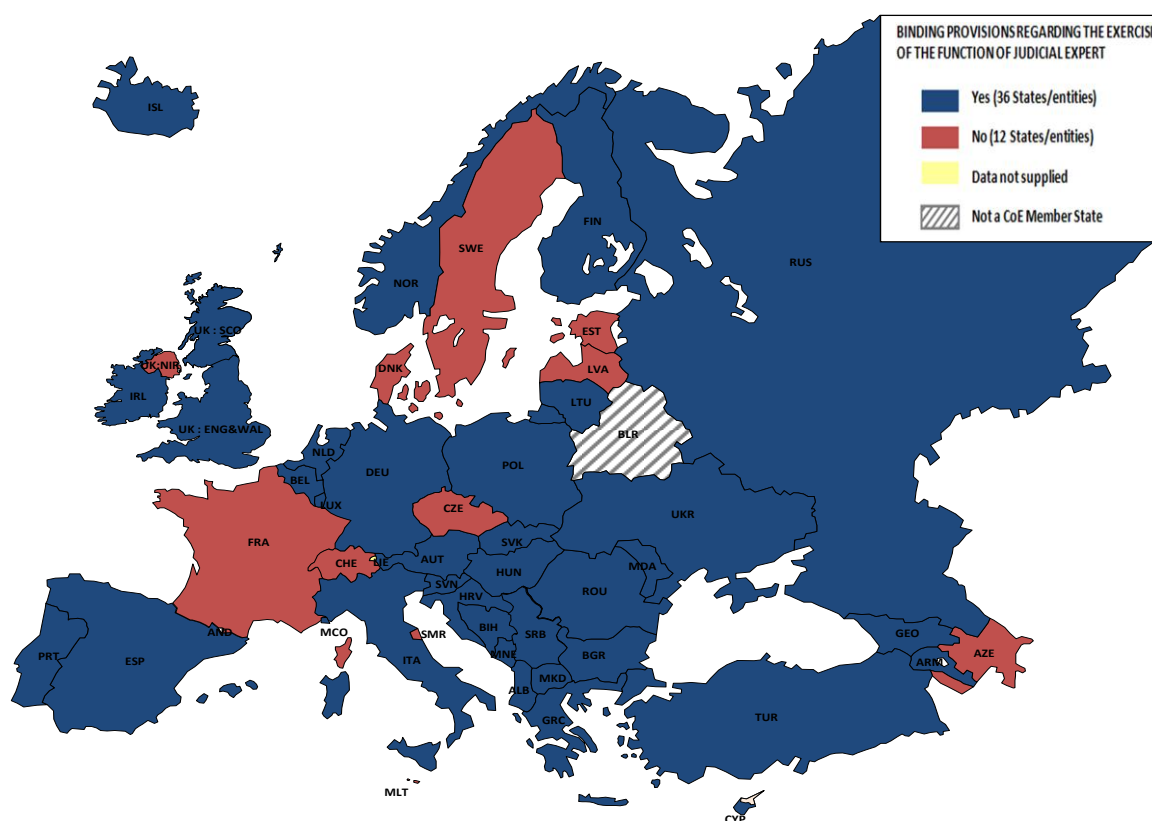 BINDING PROVISIONS REGARDING THE EXERCISE
OF THE FUNCTION OF JUDICIAL EXPERT
Yes (36 States/entities)
No (12 States/entities)
Data not supplied
Not a CoE Member State
ISL
FIN
SWE
RUS
NOR
UK : SCO
EST
UK:NIR
DNK
LVA
IRL
LTU
UK : ENG&WAL
BLR
NLD
POL
DEU
BEL
LUX
CZE
UKR
FRA
SVK
AUT
CHE
LIE
MDA
HUN
SVN
ROU
HRV
BIH
AND
MCO
SMR
SRB
GEO
PRT
ESP
ITA
MNE
BGR
AZE
ARM
MKD
ALB
TUR
GRC
MLT
CYP